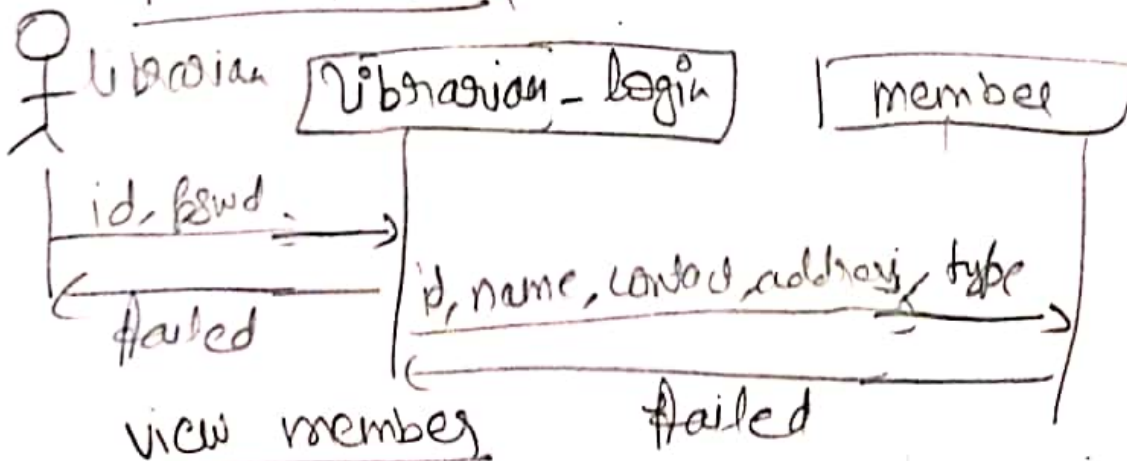 librarian
librarian_login
member
id, pswd.
failed
id, name, contact, address, type
failed
view member